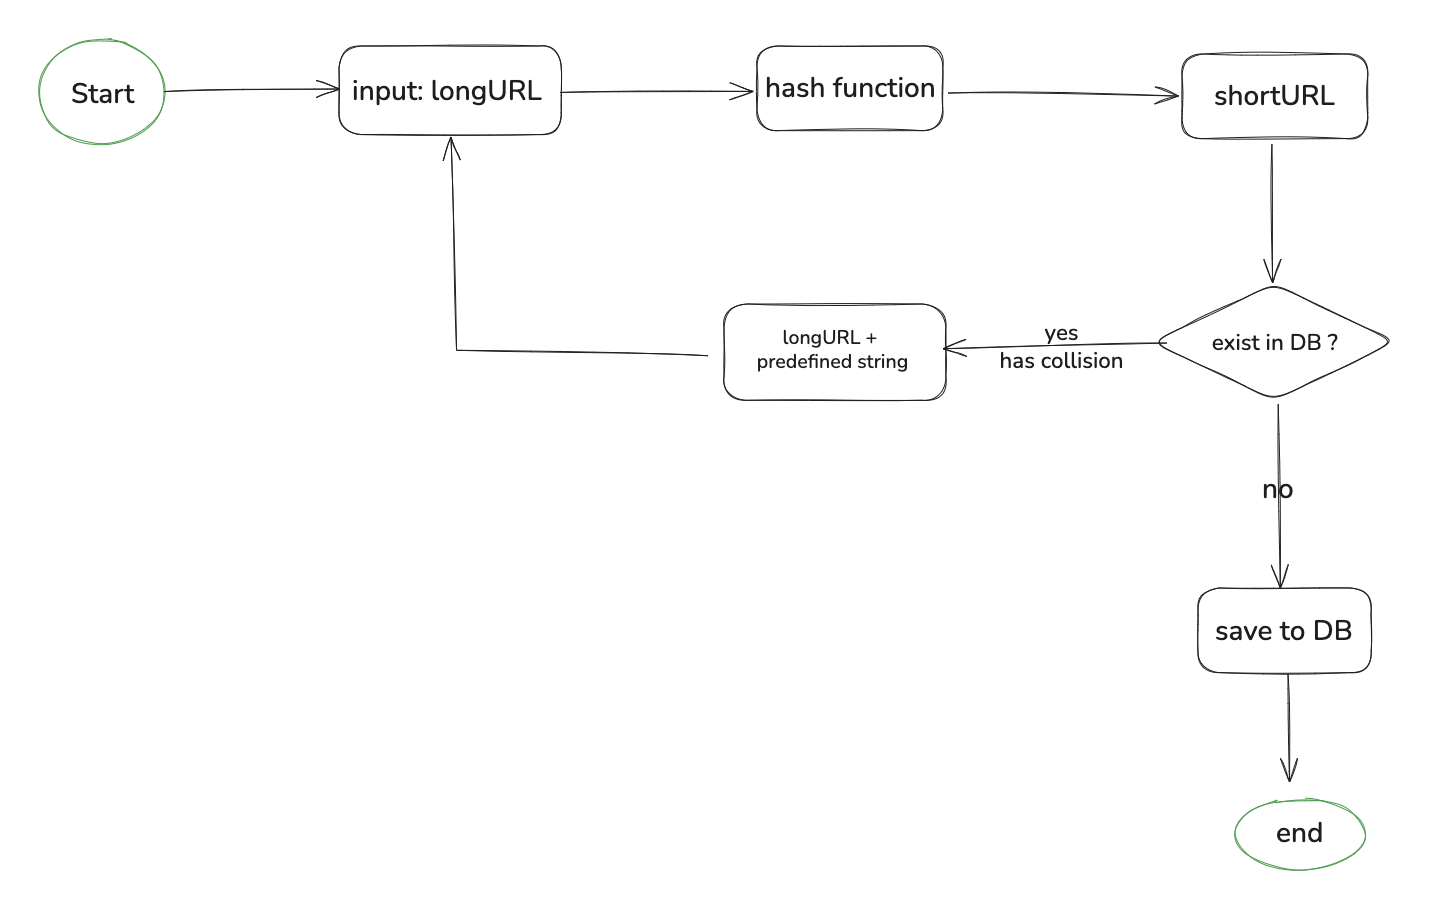 Start
input: longURL
hash function
shortURL
longURL +
predefined string
yes
has collision
exist in DB ?
no
save to DB
end